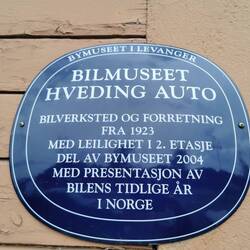 BYMUSEET I LEVANGER
BILMUSEET
HVEDING AUTO
BILVERKSTED OG FORRETNING
FRA 1923
MED LEILIGHET I 2. ETASJE
DEL AV BYMUSEET 2004
MED PRESENTASJON AV
BILENS TIDLIGE ÅR
I NORGE